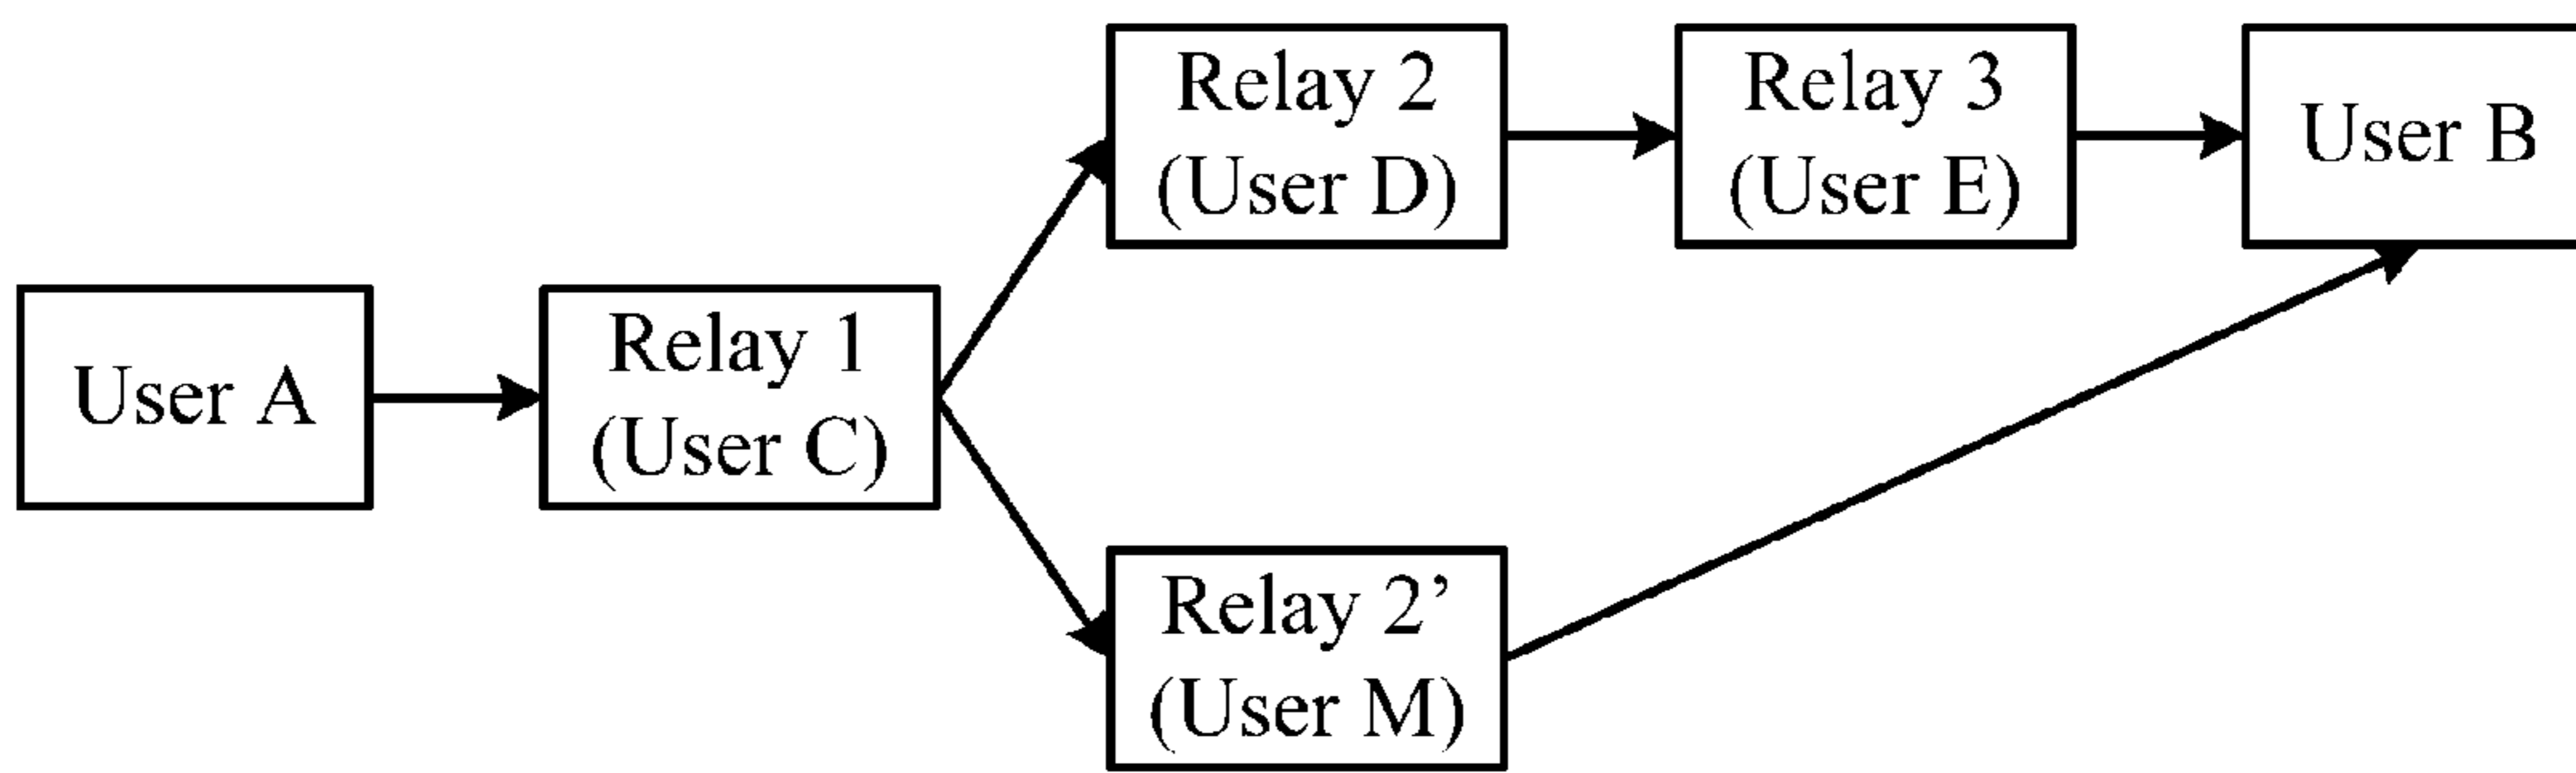 Relay 2
(User D)
Relay 3
(User E)
User B
User A
Relay 1
(User C)
Relay 2’
(User M)